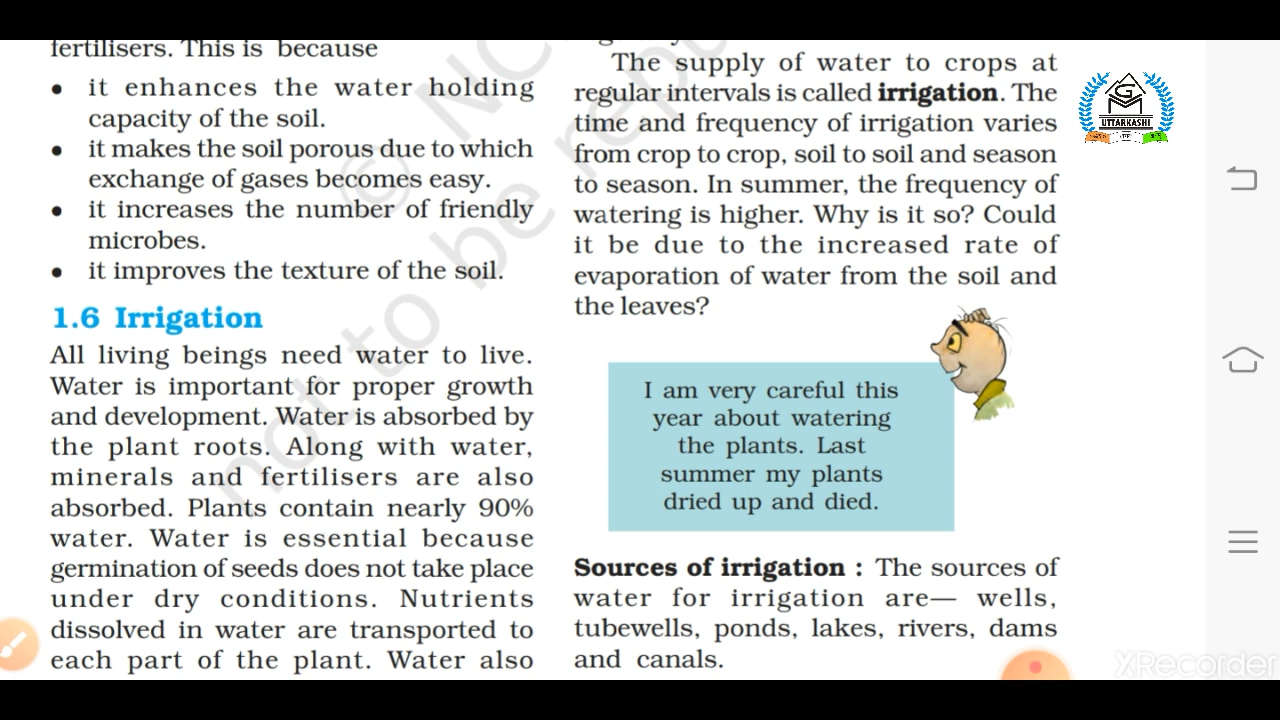 fertilisers. This is because
• it enhances the water holding
capacity of the soil.
• it makes the soil porous due to which
exchange of gases becomes easy.
• it increases the number of friendly
microbes.
• it improves the texture of the soil.
1.6 Irrigation
All living beings need water to live.
Water is important for proper growth
and development. Water is absorbed by
the plant roots. Along with water,
minerals and fertilisers are also
absorbed. Plants contain nearly 90%
water. Water is essential because
germination of seeds does not take place
under dry conditions. Nutrients
dissolved in water are transported to
each part of the plant. Water also
The supply of water to crops at
regular intervals is called irrigation. The
time and frequency of irrigation varies
from crop to crop, soil to soil and season
to season. In summer, the frequency of
watering is higher. Why is it so? Could
it be due to the increased rate of
evaporation of water from the soil and
the leaves?
I am very careful this
year about watering
the plants. Last
summer my plants
dried up and died.
Sources of irrigation : The sources of
water for irrigation are— wells,
tubewells, ponds, lakes, rivers, dams
and canals.
© NC
not to be repu
G
UTTARKASHI
XRecorder